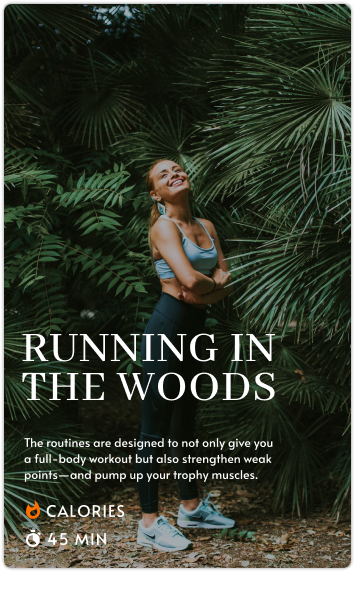 RUNNING IN
THE WOODS
The routines are designed to not only give you
a full-body workout but also strengthen weak
points—and pump up your trophy muscles.
CALORIES
45 MIN